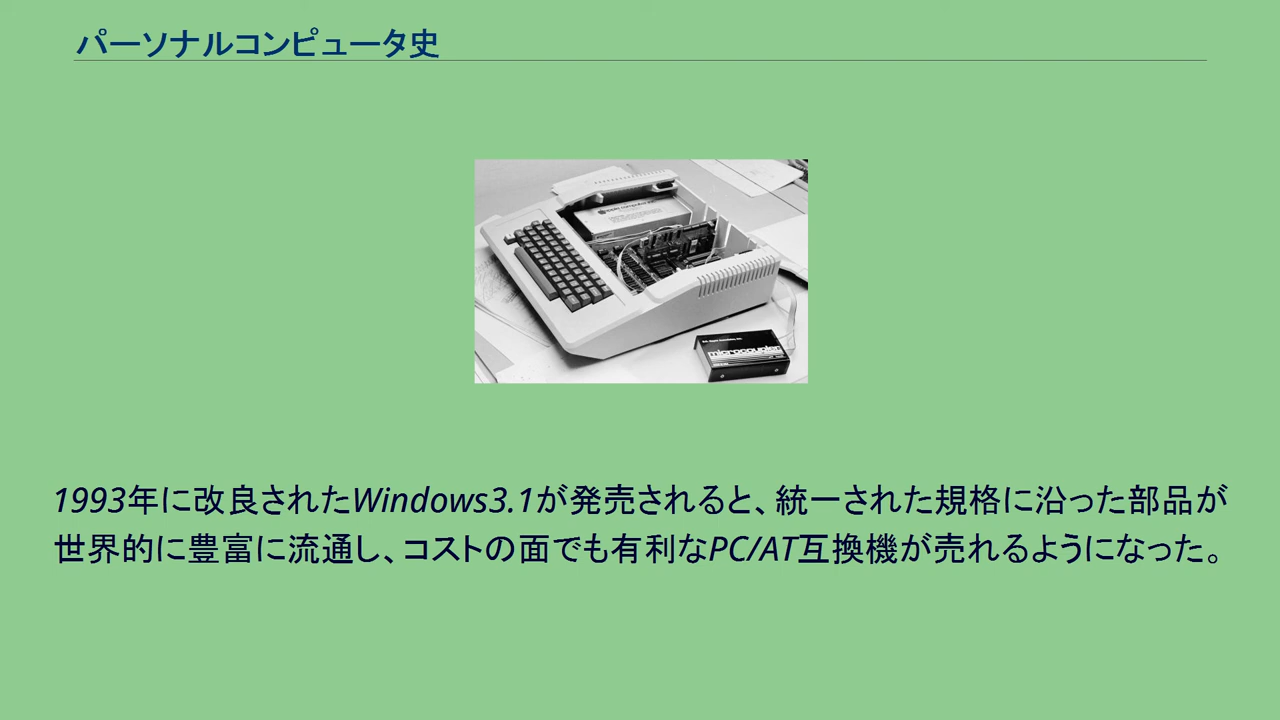 パーソナルコンピュータ史
microcoupler
1993年に改良されたWindows3.1が発売されると、統一された規格に沿った部品が
世界的に豊富に流通し、コストの面でも有利なPC/AT互換機が売れるようになった。